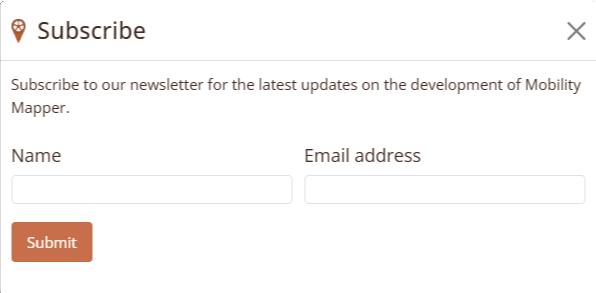 Subscribe
Subscribe to our newsletter for the latest updates on the development of Mobility
Mapper.
Name
Email address
Submit